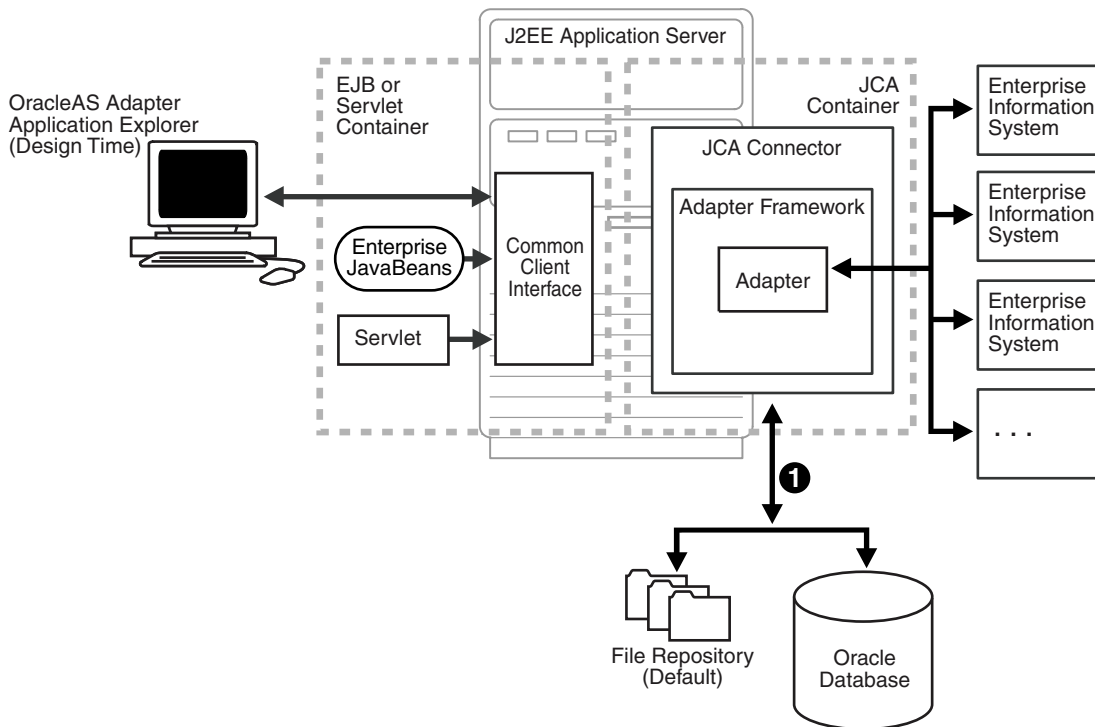 J2EE Application Server
EJB or
Servlet
Container
JCA
Container
OracleAS Adapter
Application Explorer
(Design Time)
JCA Connector
Adapter Framework
Adapter
Enterprise
JavaBeans
Servlet
Common
Client
Interface
Enterprise
Information
System
Enterprise
Information
System
Enterprise
Information
System
. . .
1
File Repository
(Default)
Oracle
Database